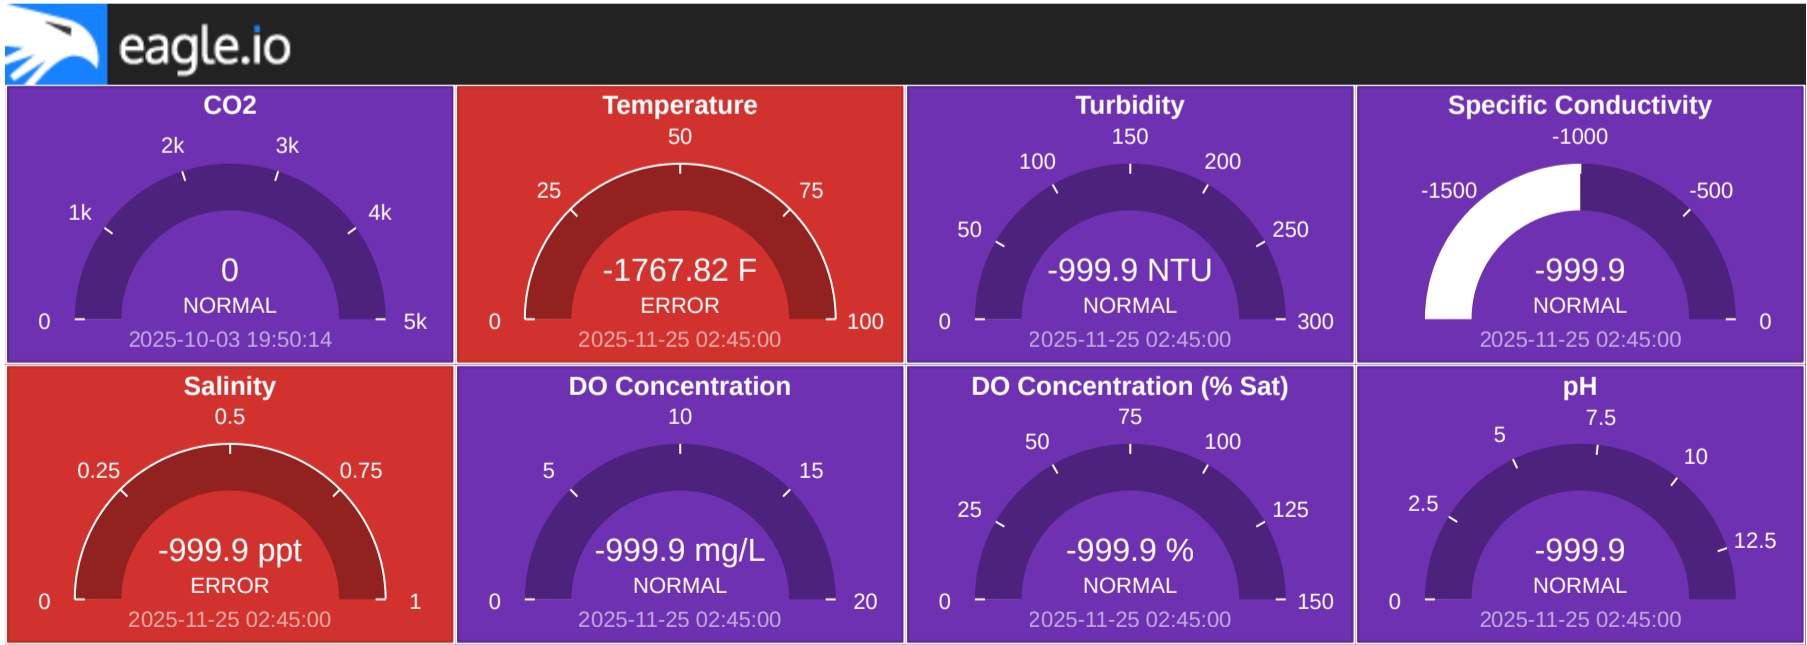 eagle.io
CO2
2k 3k
1k 4k
0
NORMAL
0 5k
2025-10-03 19:50:14
Temperature
50
25 75
-1767.82 F
ERROR
0 100
2025-11-25 02:45:00
Turbidity
150
100 200
50 250
-999.9 NTU
NORMAL
0 300
2025-11-25 02:45:00
Specific Conductivity
-1000
-1500 -500
-999.9
NORMAL
0
2025-11-25 02:45:00
Salinity
0.5
0.25 0.75
-999.9 ppt
ERROR
0 1
2025-11-25 02:45:00
DO Concentration
10
5 15
-999.9 mg/L
NORMAL
0 20
2025-11-25 02:45:00
DO Concentration (% Sat)
75
50 100
25 125
-999.9 %
NORMAL
0 150
2025-11-25 02:45:00
pH
7.5
5 10
2.5 12.5
-999.9
NORMAL
0
2025-11-25 02:45:00